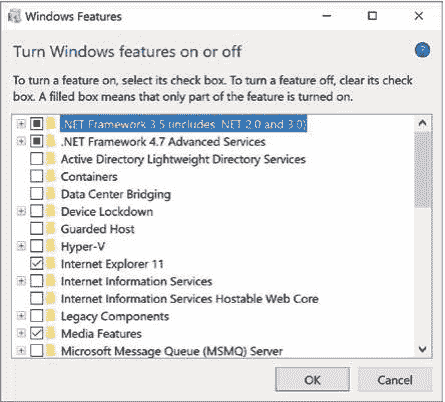 Windows Features
Turn Windows features on or off
?
To turn a feature on, select its check box. To turn a feature off, clear its check
box. A filled box means that only part of the feature is turned on.
.NET Framework 3.5 (includes .NET 2.0 and 3.0)
.NET Framework 4.7 Advanced Services
Active Directory Lightweight Directory Services
Containers
Data Center Bridging
Device Lockdown
Guarded Host
Hyper-V
Internet Explorer 11
Internet Information Services
Internet Information Services Hostable Web Core
Legacy Components
Media Features
Microsoft Message Queue (MSMQ) Server
OK
Cancel